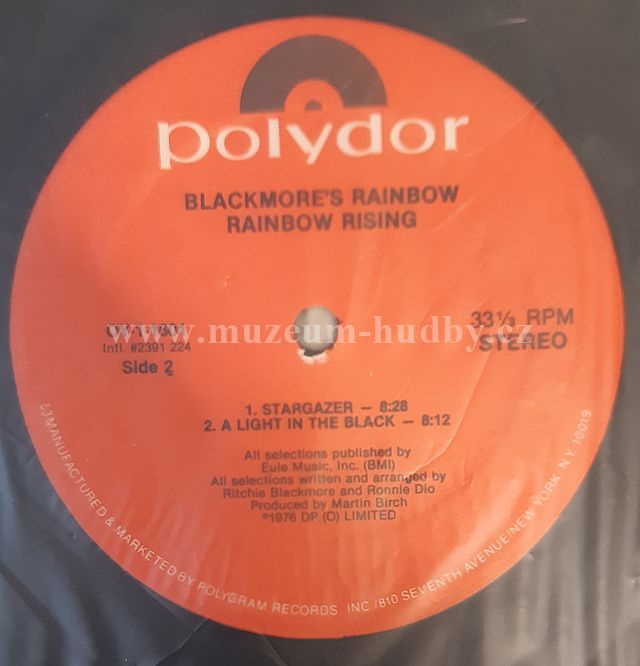 polydor
BLACKMORE'S RAINBOW
RAINBOW RISING
33⅓ RPM
STEREO
www.muzeum-hudby.cz
Intl. #2391 224
Side 2
1. STARGAZER – 8:28
2. A LIGHT IN THE BLACK – 8:12
All selections published by
Eule Music, Inc. (BMI)
All selections written and arranged by
Ritchie Blackmore and Ronnie Dio
Produced by Martin Birch
©1976 DP (O) LIMITED
53MANUFACTURED & MARKETED BY POLYGRAM RECORDS INC /810 SEVENTH AVENUE/NEW YORK NY 10019